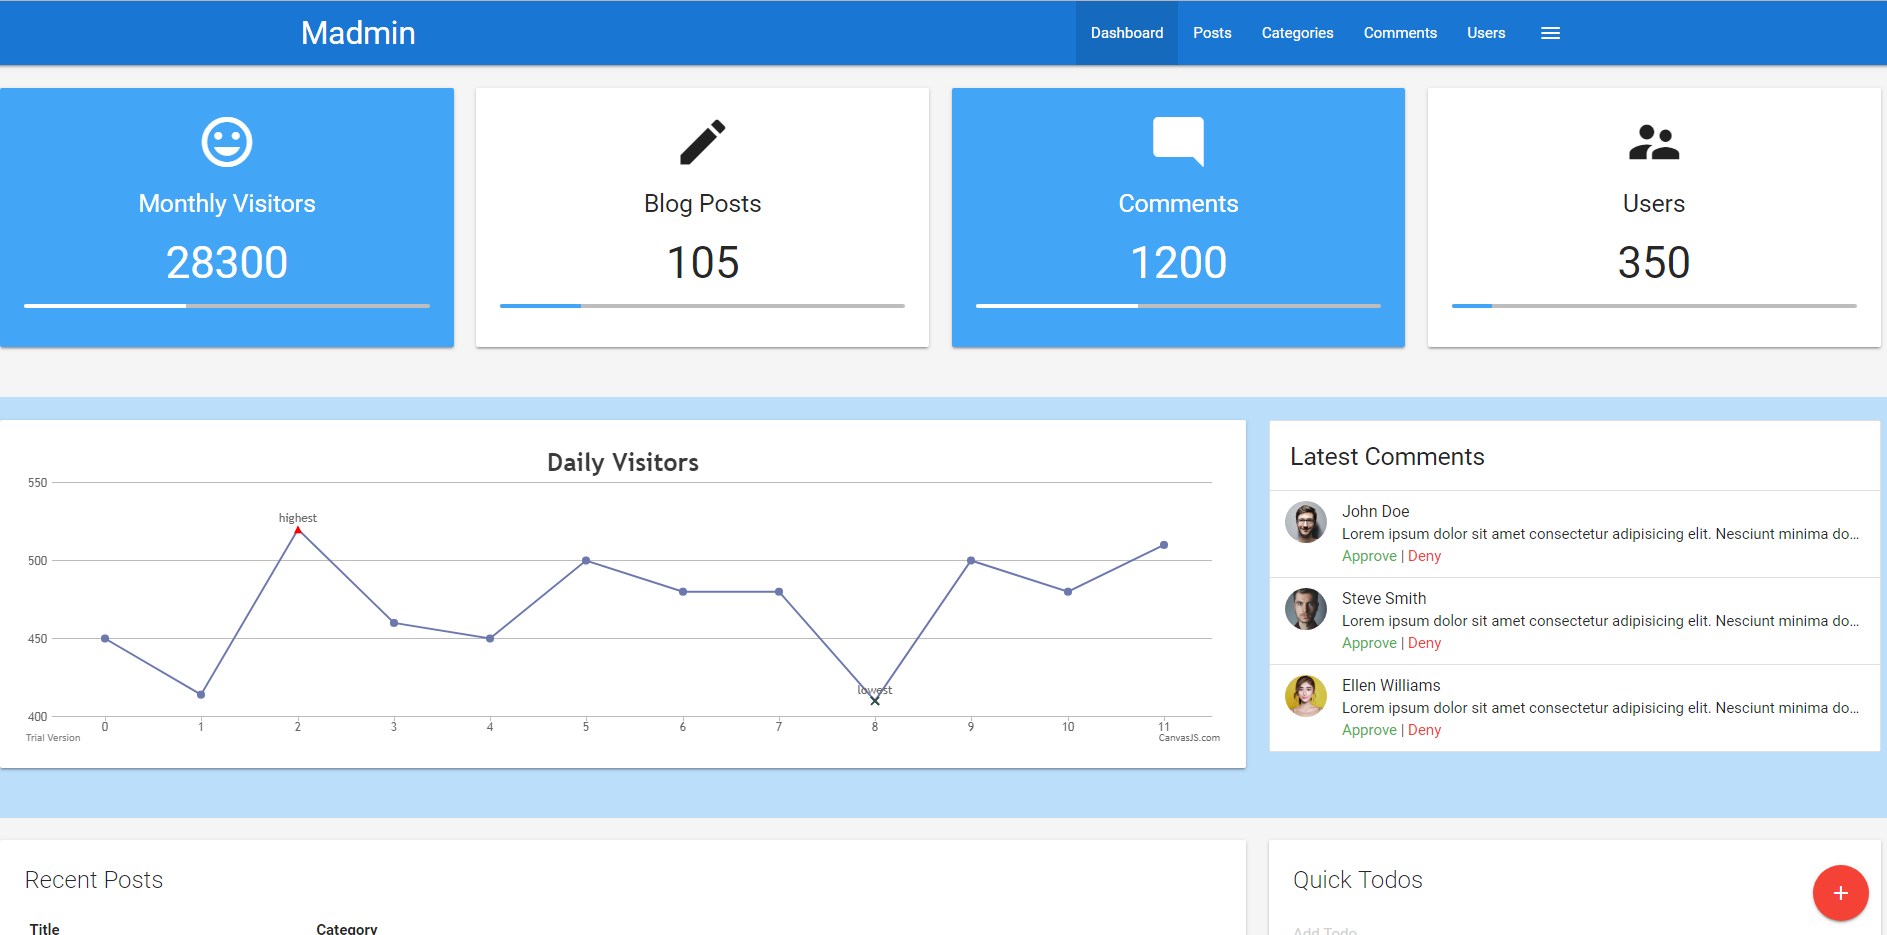 Madmin
Dashboard Posts Categories Comments Users
Monthly Visitors
28300
Blog Posts
105
Comments
1200
Users
350
Daily Visitors
550
500
450
400
highest
lowest
0 1 2 3 4 5 6 7 8 9 10 11
Trial Version
CanvasJS.com
Latest Comments
John Doe
Lorem ipsum dolor sit amet consectetur adipisicing elit. Nesciunt minima do...
Approve | Deny
Steve Smith
Lorem ipsum dolor sit amet consectetur adipisicing elit. Nesciunt minima do...
Approve | Deny
Ellen Williams
Lorem ipsum dolor sit amet consectetur adipisicing elit. Nesciunt minima do...
Approve | Deny
Recent Posts
Title Category
Quick Todos
+
Add Todo